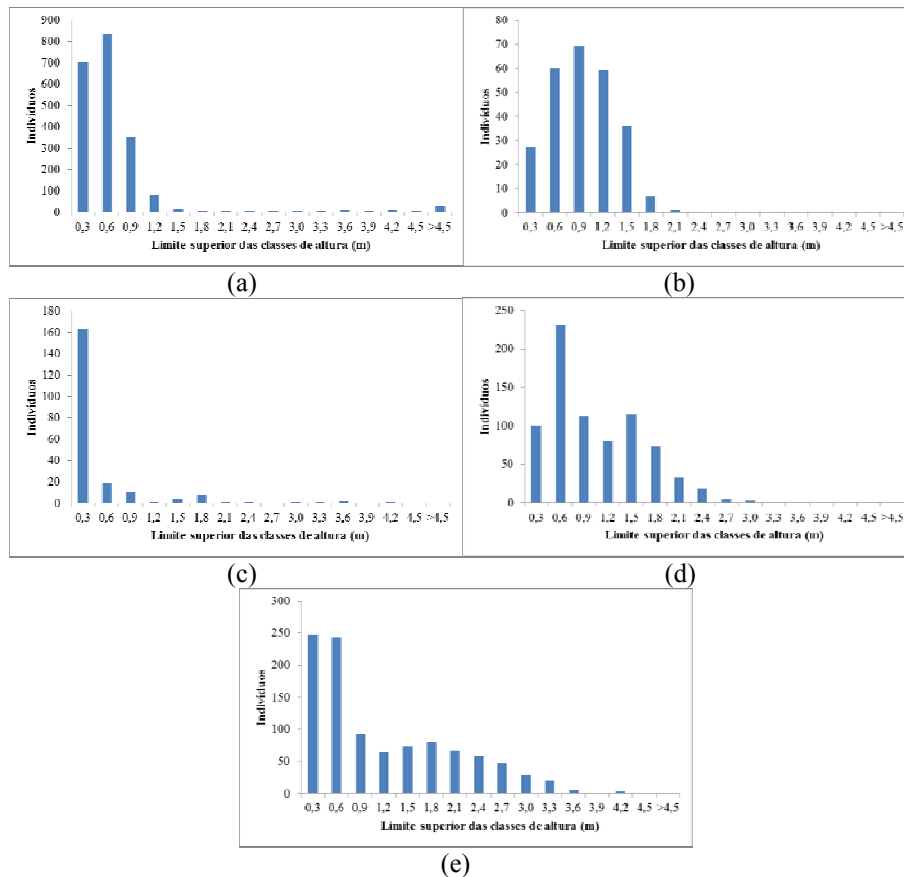 900
800
700
600
500
400
300
200
100
0
Indivíduos
0,3 0,6 0,9 1,2 1,5 1,8 2,1 2,4 2,7 3,0 3,3 3,6 3,9 4,2 4,5 >4,5
Limite superior das classes de altura (m)
(a)
80
70
60
50
40
30
20
10
0
Indivíduos
0,3 0,6 0,9 1,2 1,5 1,8 2,1 2,4 2,7 3,0 3,3 3,6 3,9 4,2 4,5 >4,5
Limite superior das classes de altura (m)
(b)
180
160
140
120
100
80
60
40
20
0
Indivíduos
0,3 0,6 0,9 1,2 1,5 1,8 2,1 2,4 2,7 3,0 3,3 3,6 3,9 4,2 4,5 >4,5
Limite superior das classes de altura (m)
(c)
250
200
150
100
50
0
Indivíduos
0,3 0,6 0,9 1,2 1,5 1,8 2,1 2,4 2,7 3,0 3,3 3,6 3,9 4,2 4,5 >4,5
Limite superior das classes de altura (m)
(d)
300
250
200
150
100
50
0
Indivíduos
0,3 0,6 0,9 1,2 1,5 1,8 2,1 2,4 2,7 3,0 3,3 3,6 3,9 4,2 4,5 >4,5
Limite superior das classes de altura (m)
(e)